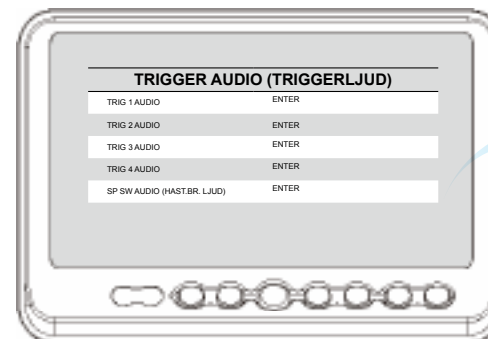 TRIGGER AUDIO (TRIGGERLJUD)
TRIG 1 AUDIO ENTER
TRIG 2 AUDIO ENTER
TRIG 3 AUDIO ENTER
TRIG 4 AUDIO ENTER
SP SW AUDIO (HAST.BR. LJUD) ENTER